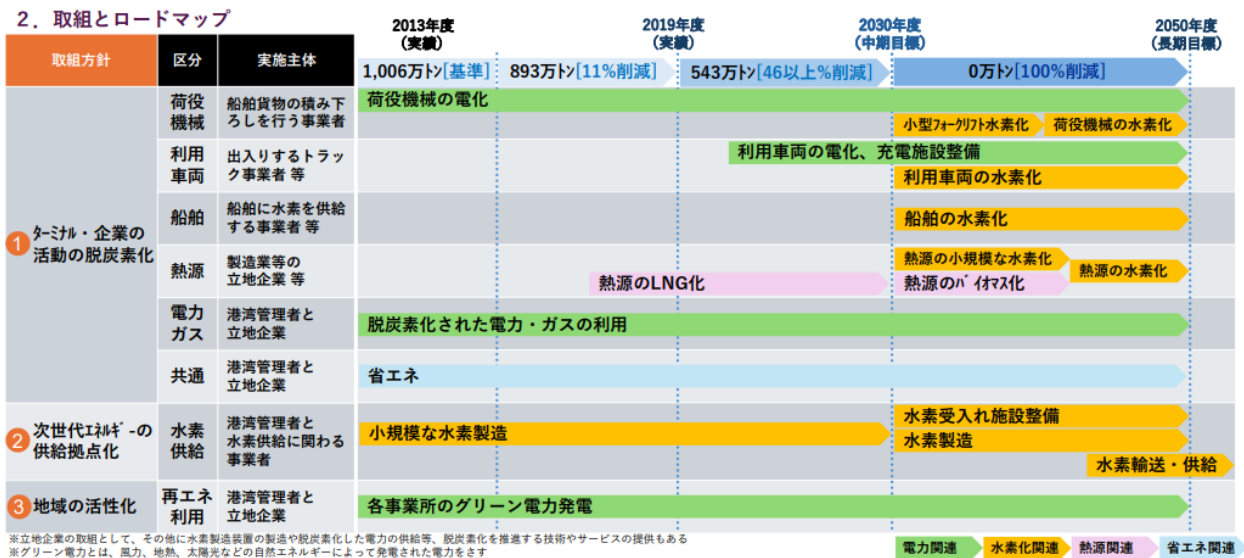 2．取組とロードマップ
2013年度
(実績)
2019年度
(実績)
2030年度
(中期目標)
2050年度
(長期目標)
取組方針
区分
実施主体
1,006万トン[基準]
893万トン[11%削減]
543万トン[46以上%削減]
0万トン[100%削減]
❶ ﾀｰﾐﾅﾙ・企業の
活動の脱炭素化
荷役
機械
船舶貨物の積み下
ろしを行う事業者
荷役機械の電化
小型ﾌｫｰｸﾘﾌﾄ水素化
荷役機械の水素化
利用
車両
出入りするトラッ
ク事業者 等
利用車両の電化、充電施設整備
利用車両の水素化
船舶
船舶に水素を供給
する事業者 等
船舶の水素化
熱源
製造業等の
立地企業 等
熱源の小規模な水素化
熱源の水素化
熱源のLNG化
熱源のﾊﾞｲｵﾏｽ化
電力
ガス
港湾管理者と
立地企業
脱炭素化された電力・ガスの利用
共通
港湾管理者と
立地企業
省エネ
❷ 次世代ｴﾈﾙｷﾞ-の
供給拠点化
水素
供給
港湾管理者と
水素供給に関わる
事業者
小規模な水素製造
水素受入れ施設整備
水素製造
水素輸送・供給
❸ 地域の活性化
再エネ
利用
港湾管理者と
立地企業
各事業所のグリーン電力発電
※立地企業の取組として、その他に水素製造装置の製造や脱炭素化した電力の供給等、脱炭素化を推進する技術やサービスの提供もある
※グリーン電力とは、風力、地熱、太陽光などの自然エネルギーによって発電された電力をさす
電力関連
水素化関連
熱源関連
省エネ関連